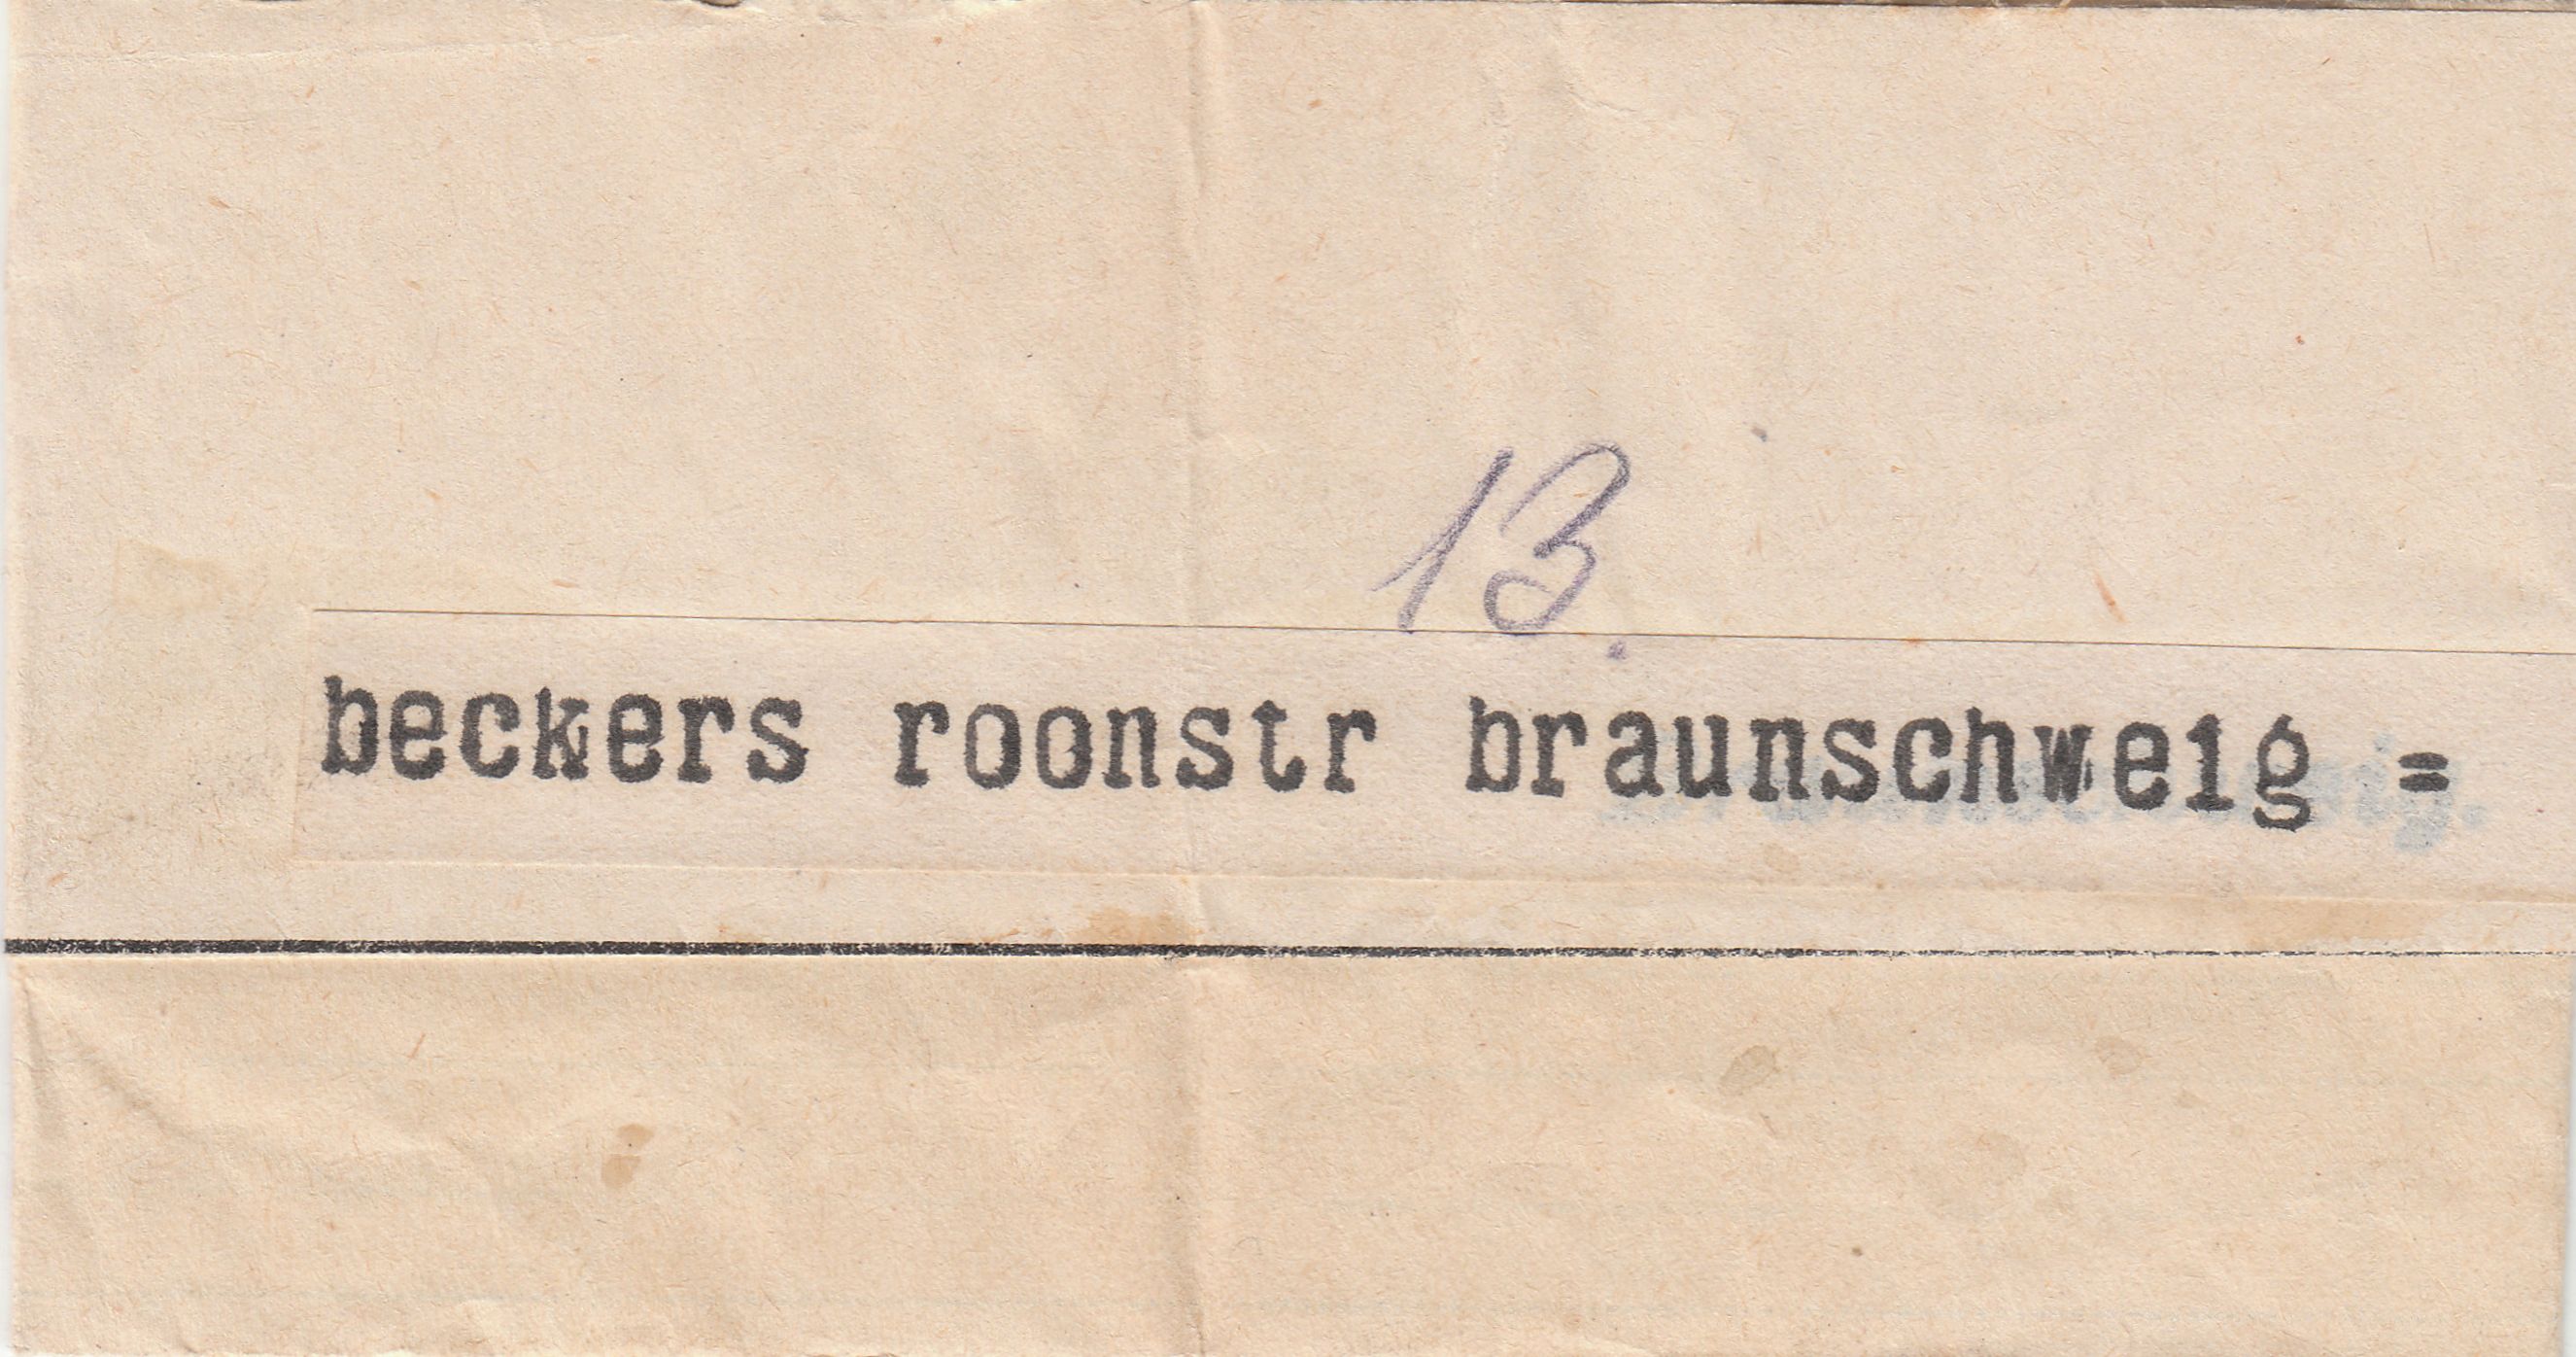 13.
beckers roonstr braunschweig =